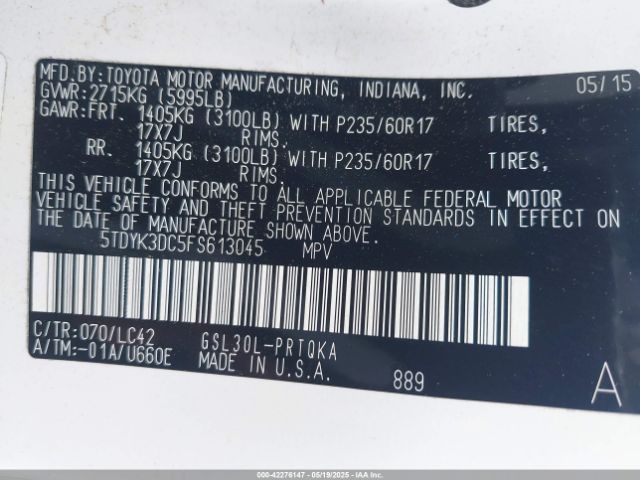 MFD.BY:TOYOTA MOTOR MANUFACTURING, INDIANA, INC. 05/15
GVWR:2715KG (5995LB)
GAWR:FRT. 1405KG (3100LB) WITH P235/60R17 TIRES,
17X7J RIMS.
RR. 1405KG (3100LB) WITH P235/60R17 TIRES,
17X7J RIMS.
THIS VEHICLE CONFORMS TO ALL APPLICABLE FEDERAL MOTOR
VEHICLE SAFETY AND THEFT PREVENTION STANDARDS IN EFFECT ON
THE DATE OF MANUFACTURE SHOWN ABOVE.
5TDYK3DC5FS613045 MPV
C/TR:070/LC42 GSL30L-PRTQKA
A/TM:-01A/U660E MADE IN U.S.A. 889 A
000-42276147 - 05/19/2025 - IAAI.com